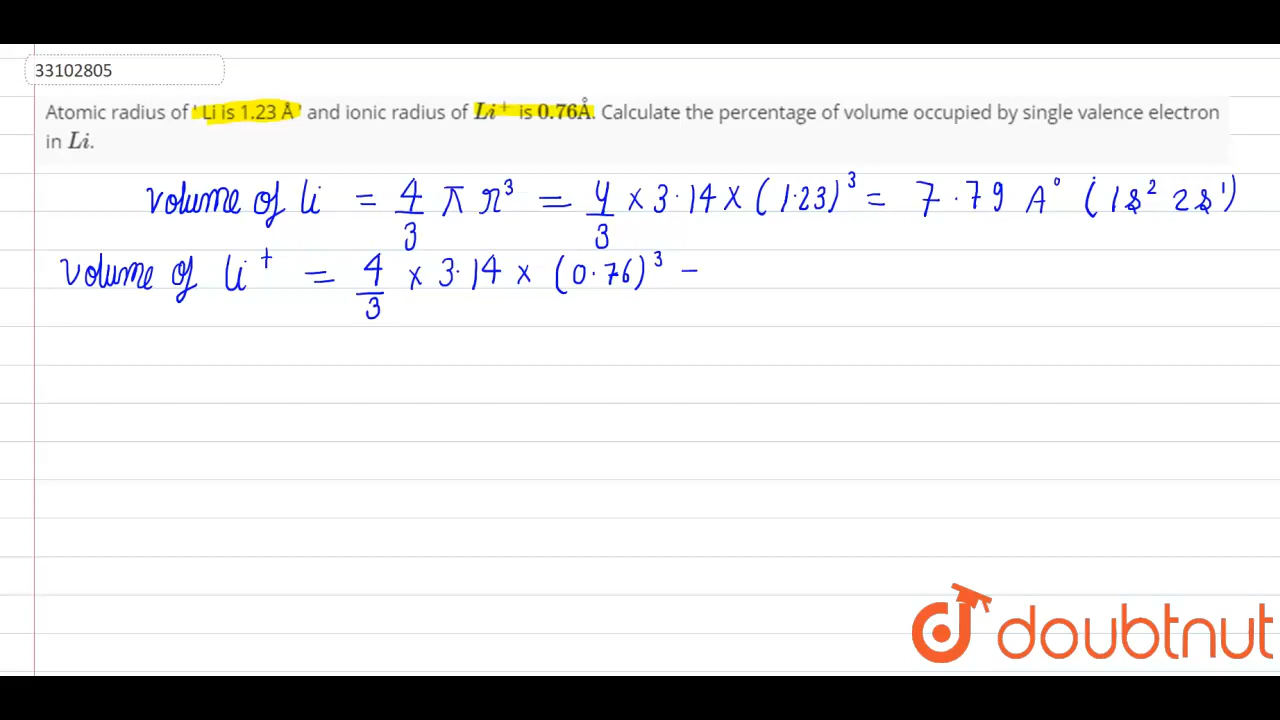 33102805
Atomic radius of ' Li is 1.23 Å ' and ionic radius of Li⁺ is 0.76Å. Calculate the percentage of volume occupied by single valence electron
in Li.
volume of li = 4/3 π r³ = 4/3 × 3.14 × (1.23)³ = 7.79 A° (1s² 2s¹)
volume of li⁺ = 4/3 × 3.14 × (0.76)³ =
doubtnut